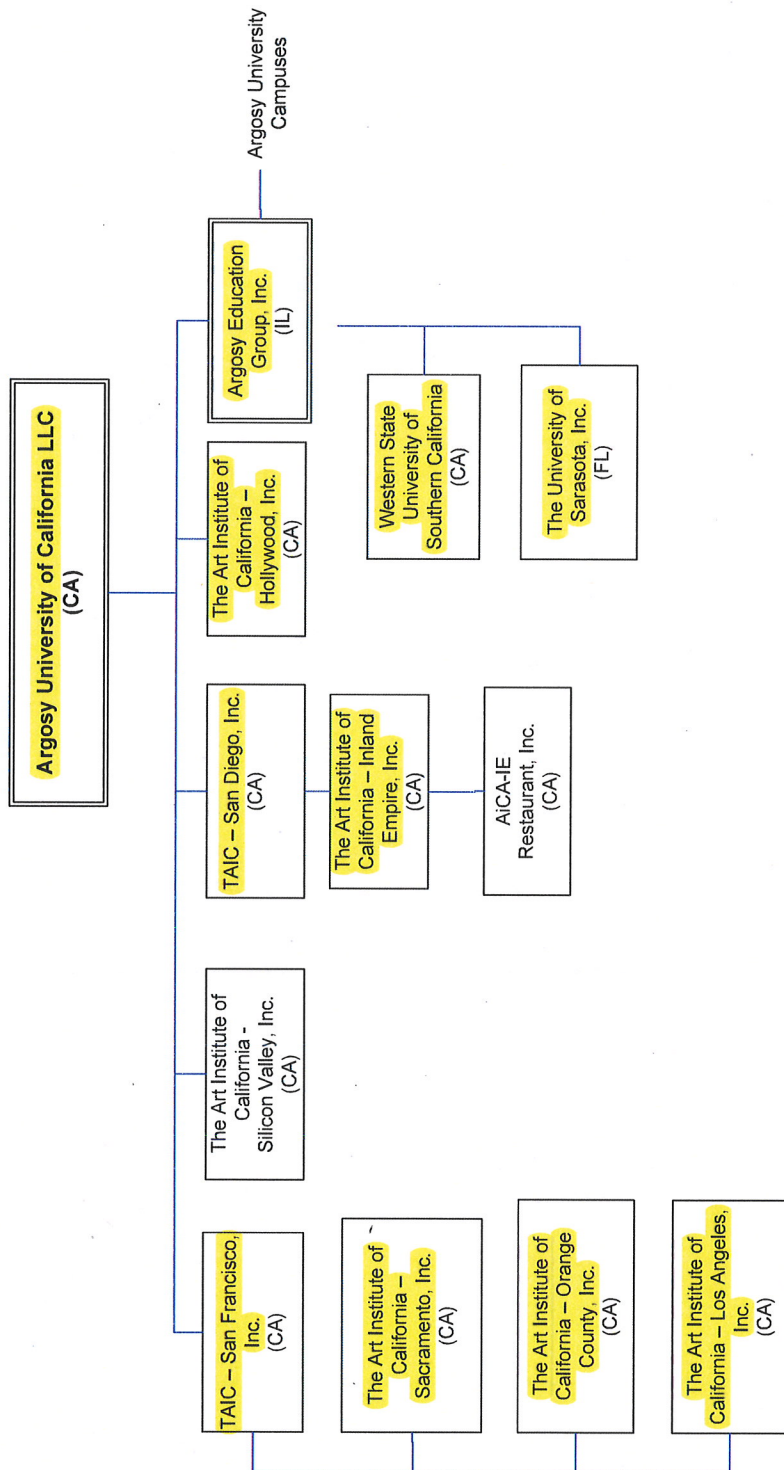 Argosy University of California LLC
(CA)
TAIC – San Francisco,
Inc.
(CA)
The Art Institute of
California –
Sacramento, Inc.
(CA)
The Art Institute of
California – Orange
County, Inc.
(CA)
The Art Institute of
California – Los Angeles,
Inc.
(CA)
The Art Institute of
California -
Silicon Valley, Inc.
(CA)
TAIC – San Diego, Inc.
(CA)
The Art Institute of
California – Inland
Empire, Inc.
(CA)
AiCA-IE
Restaurant, Inc.
(CA)
The Art Institute of
California –
Hollywood, Inc.
(CA)
Argosy Education
Group, Inc.
(IL)
Western State
University of
Southern California
(CA)
The University of
Sarasota, Inc.
(FL)
Argosy University
Campuses